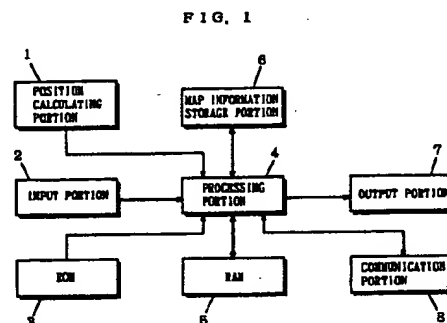 FIG. 1
1
POSITION
CALCULATING
PORTION
6
MAP INFORMATION
STORAGE PORTION
2
INPUT PORTION
4
PROCESSING
PORTION
7
OUTPUT PORTION
ROM
3
RAM
5
COMMUNICATION
PORTION
8